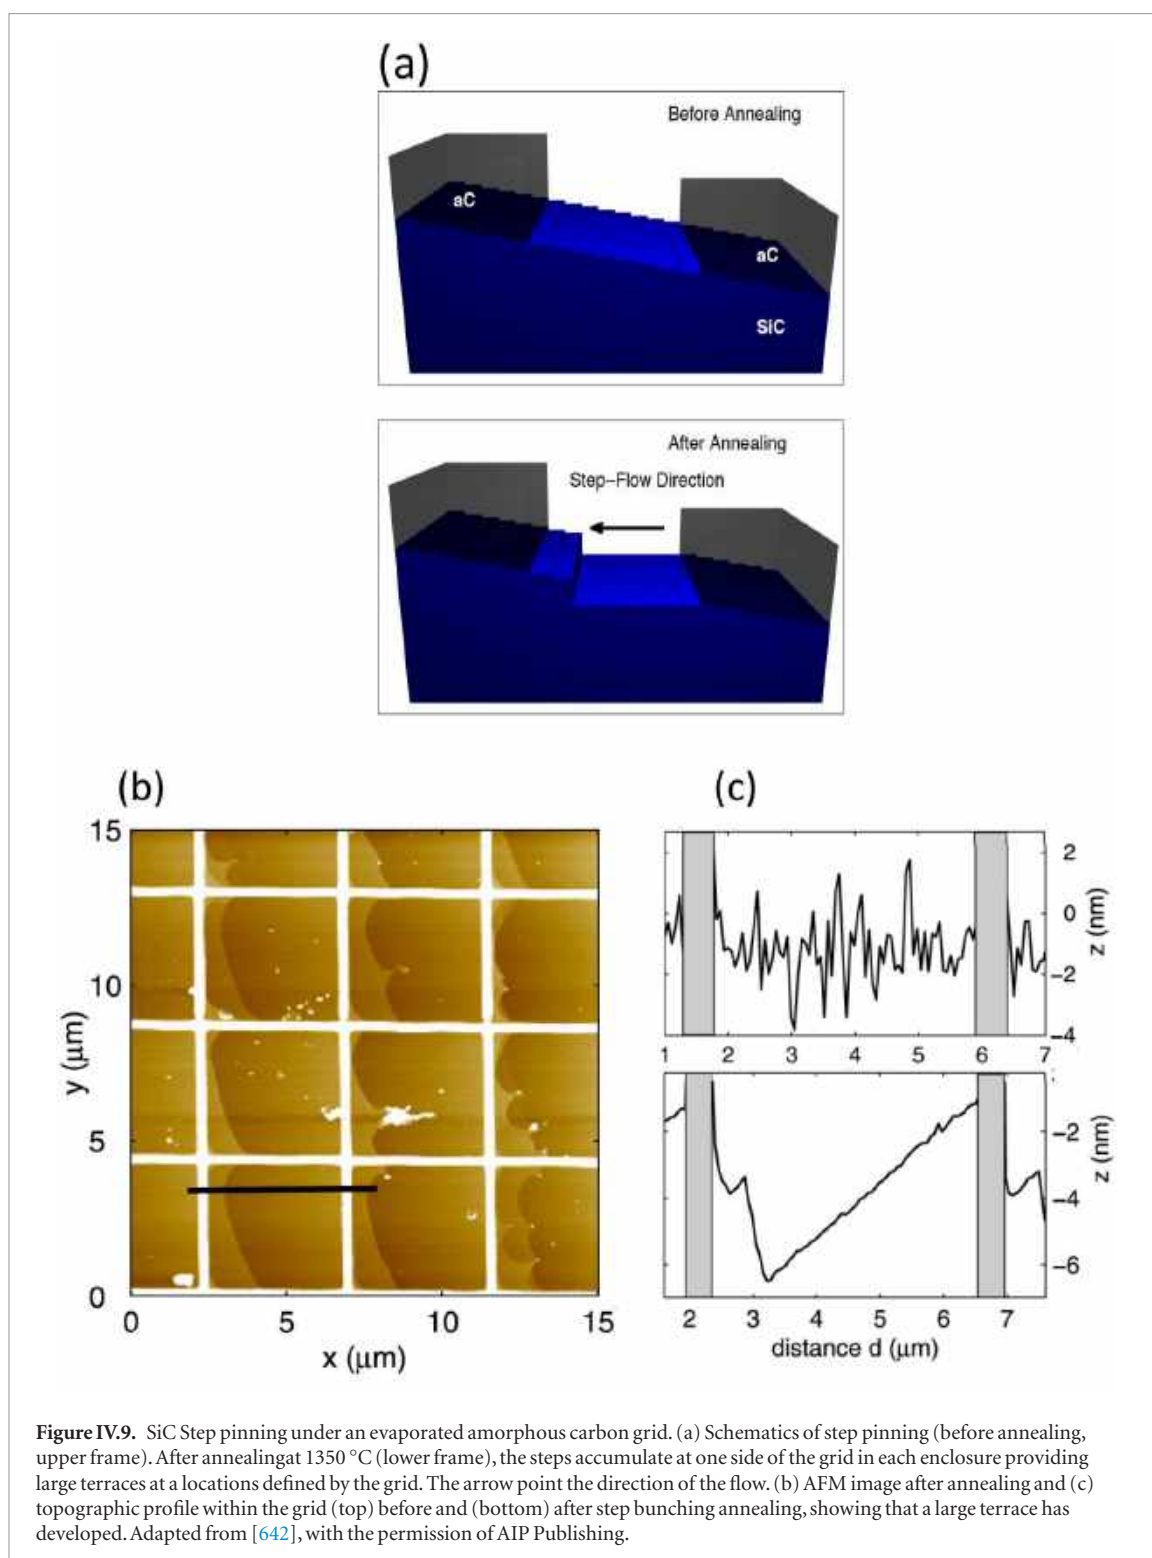 (a)
Before Annealing
aC
aC
SiC
After Annealing
Step-Flow Direction
(b)
15
10
5
0
y (μm)
0
5
10
15
x (μm)
(c)
2
0
-2
-4
z (nm)
1
2
3
4
5
6
7
-2
-4
-6
z (nm)
2
3
4
5
6
7
distance d (μm)
Figure IV.9. SiC Step pinning under an evaporated amorphous carbon grid. (a) Schematics of step pinning (before annealing,
upper frame). After annealingat 1350 °C (lower frame), the steps accumulate at one side of the grid in each enclosure providing
large terraces at a locations defined by the grid. The arrow point the direction of the flow. (b) AFM image after annealing and (c)
topographic profile within the grid (top) before and (bottom) after step bunching annealing, showing that a large terrace has
developed. Adapted from [642], with the permission of AIP Publishing.